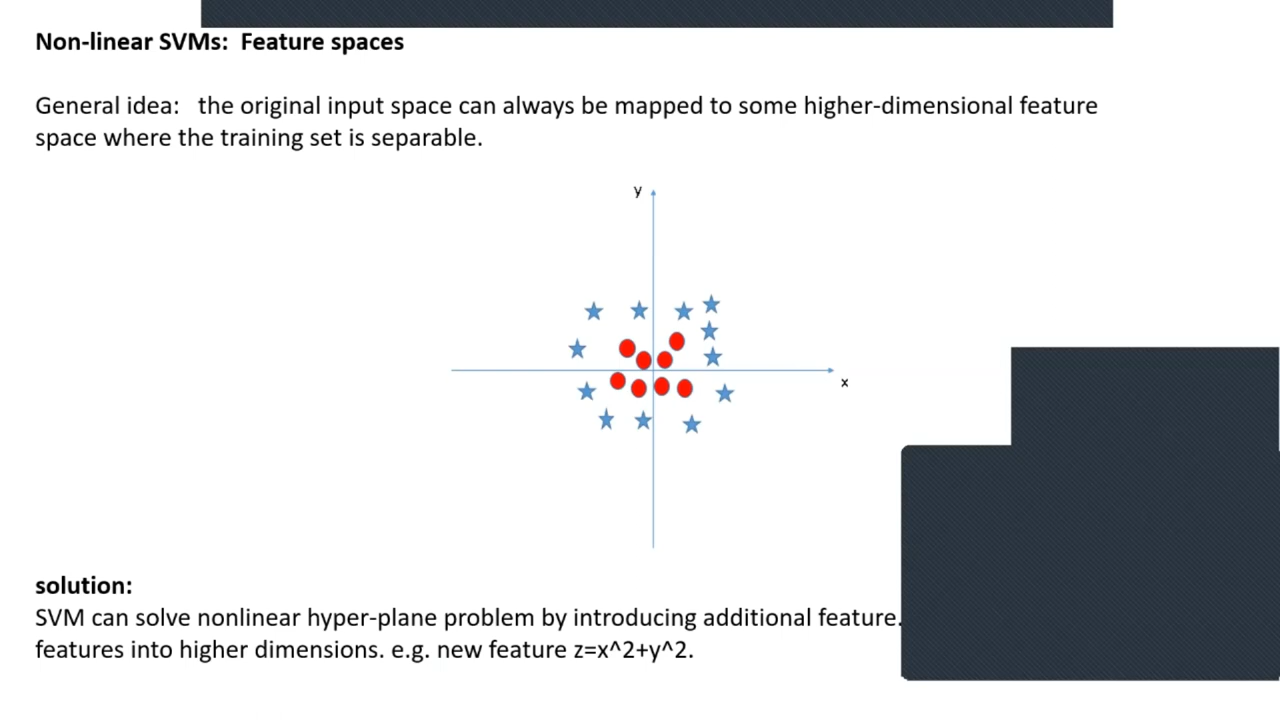 Non-linear SVMs:  Feature spaces
General idea:   the original input space can always be mapped to some higher-dimensional feature
space where the training set is separable.
y
x
solution:
SVM can solve nonlinear hyper-plane problem by introducing additional feature.
features into higher dimensions. e.g. new feature z=x^2+y^2.